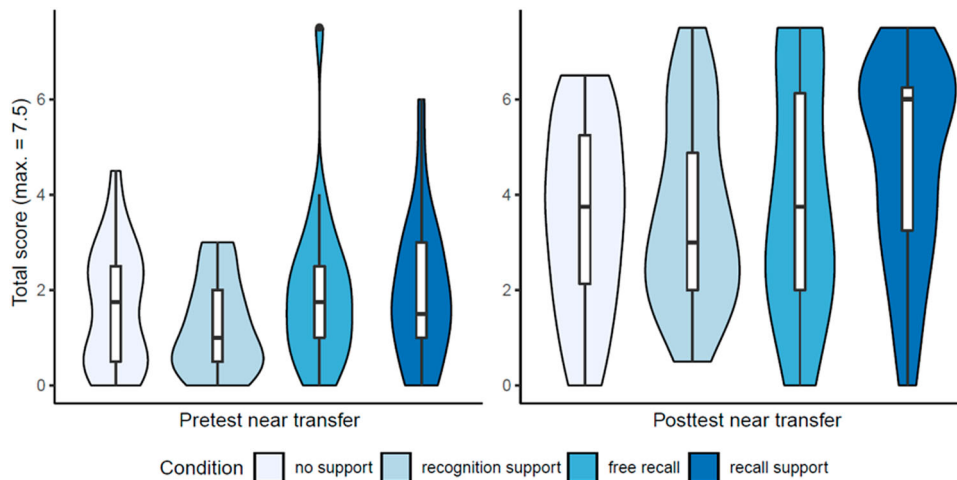 Total score (max. = 7.5)
6
4
2
0
6
4
2
0
Pretest near transfer
Posttest near transfer
Condition no support recognition support free recall recall support